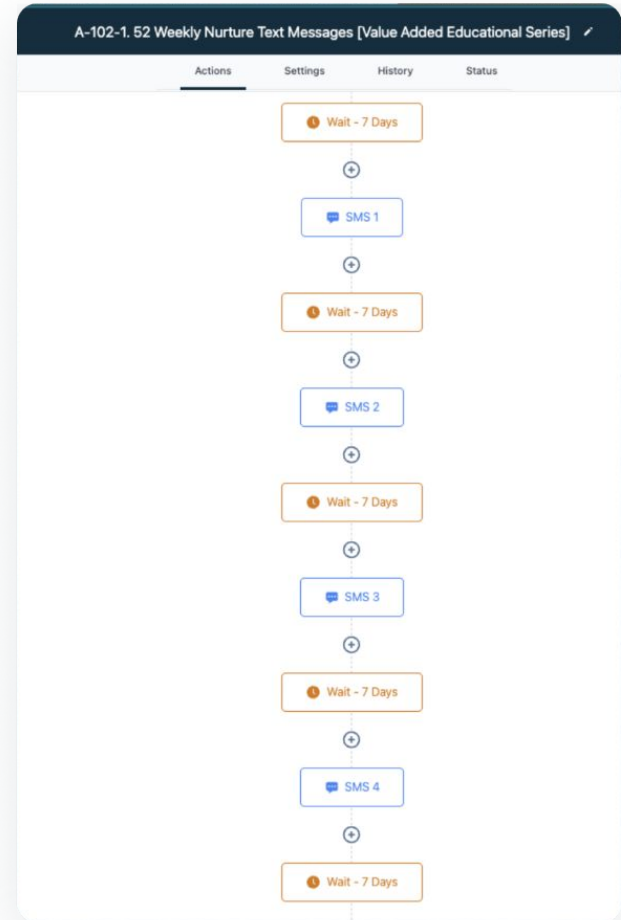 A-102-1. 52 Weekly Nurture Text Messages [Value Added Educational Series]
Actions Settings History Status
Wait - 7 Days
SMS 1
Wait - 7 Days
SMS 2
Wait - 7 Days
SMS 3
Wait - 7 Days
SMS 4
Wait - 7 Days